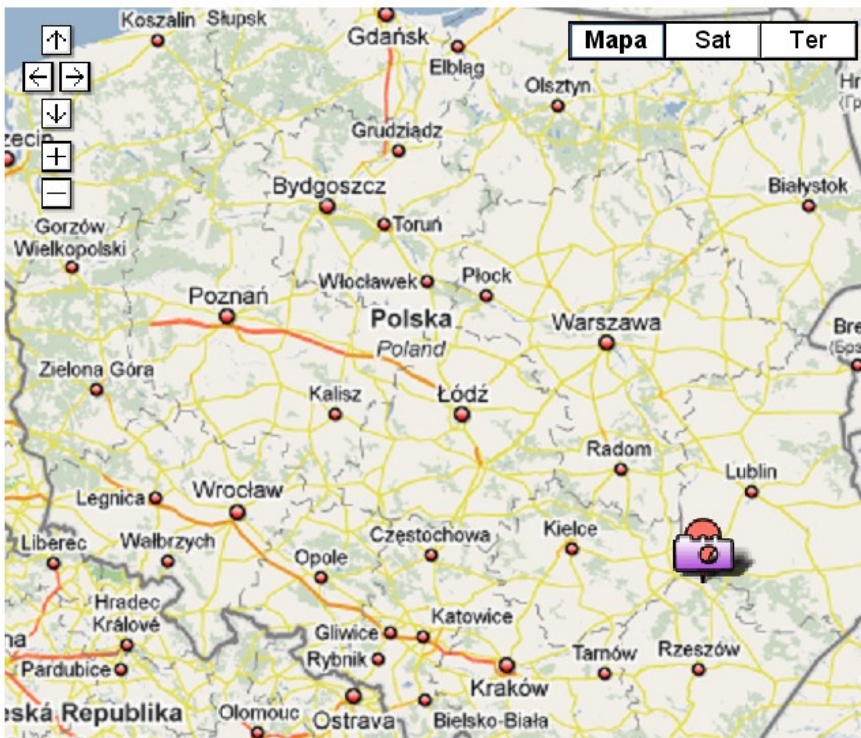 Koszalin
Słupsk
Gdańsk
Elbląg
Mapa
Sat
Ter
Olsztyn
Grudziądz
Bydgoszcz
Toruń
Białystok
Gorzów
Wielkopolski
Włocławek
Płock
Poznań
Polska
Poland
Warszawa
Zielona Góra
Kalisz
Łódź
Radom
Lublin
Legnica
Wrocław
Liberec
Wałbrzych
Opole
Częstochowa
Kielce
Hradec
Králové
Pardubice
Gliwice
Katowice
Rybnik
Kraków
Tarnów
Rzeszów
eská Republika
Olomouc
Ostrava
Bielsko-Biała